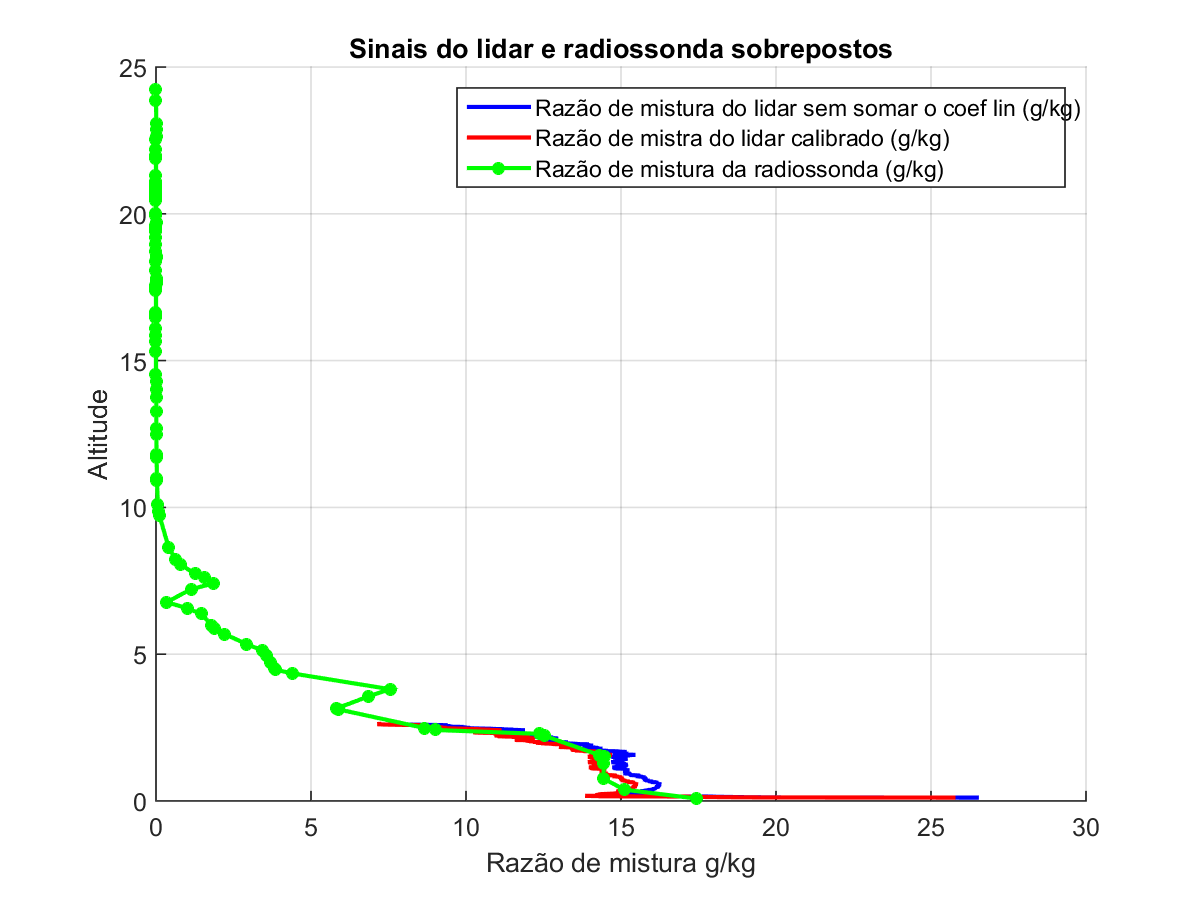 Sinais do lidar e radiossonda sobrepostos
25
Razão de mistura do lidar sem somar o coef lin (g/kg)
Razão de mistra do lidar calibrado (g/kg)
Razão de mistura da radiossonda (g/kg)
20
15
Altitude
10
5
0
0 5 10 15 20 25 30
Razão de mistura g/kg